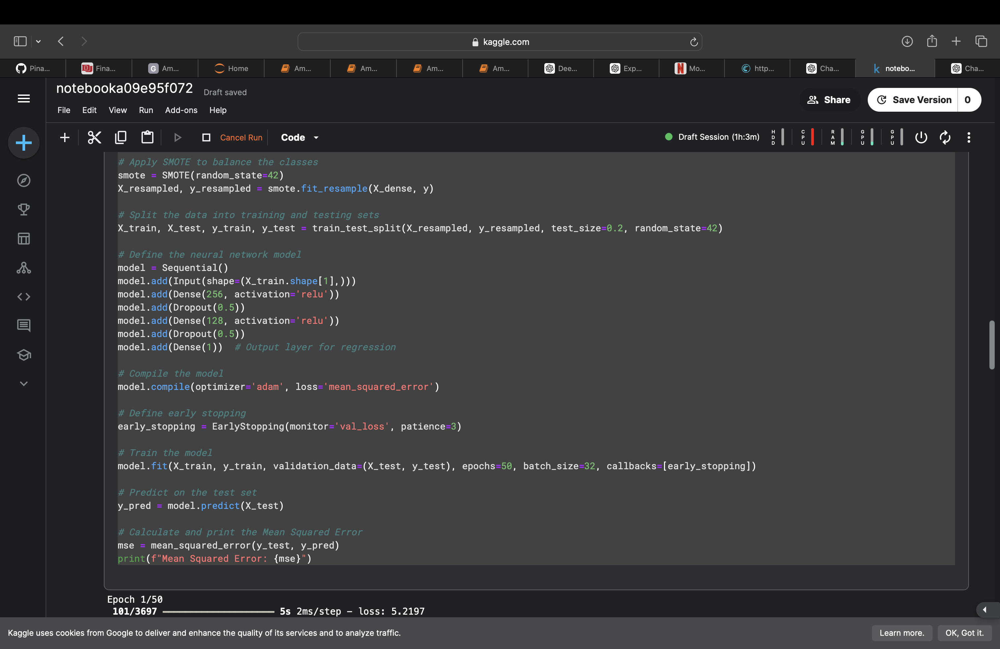 kaggle.com
Pina...
Fina...
G Am...
Home
Am...
Am...
Am...
Am...
Dee...
Exp...
N Mo...
http...
Cha...
k notebo...
Cha...
notebooka09e95f072 Draft saved
File Edit View Run Add-ons Help
Share
Save Version 0
Cancel Run
Code
Draft Session (1h:3m)
HDD
CPU
RAM
GPU
GPU
# Apply SMOTE to balance the classes
smote = SMOTE(random_state=42)
X_resampled, y_resampled = smote.fit_resample(X_dense, y)
# Split the data into training and testing sets
X_train, X_test, y_train, y_test = train_test_split(X_resampled, y_resampled, test_size=0.2, random_state=42)
# Define the neural network model
model = Sequential()
model.add(Input(shape=(X_train.shape[1],)))
model.add(Dense(256, activation='relu'))
model.add(Dropout(0.5))
model.add(Dense(128, activation='relu'))
model.add(Dropout(0.5))
model.add(Dense(1))  # Output layer for regression
# Compile the model
model.compile(optimizer='adam', loss='mean_squared_error')
# Define early stopping
early_stopping = EarlyStopping(monitor='val_loss', patience=3)
# Train the model
model.fit(X_train, y_train, validation_data=(X_test, y_test), epochs=50, batch_size=32, callbacks=[early_stopping])
# Predict on the test set
y_pred = model.predict(X_test)
# Calculate and print the Mean Squared Error
mse = mean_squared_error(y_test, y_pred)
print(f"Mean Squared Error: {mse}")
Epoch 1/50
101/3697 5s 2ms/step – loss: 5.2197
Kaggle uses cookies from Google to deliver and enhance the quality of its services and to analyze traffic.
Learn more.
OK, Got it.